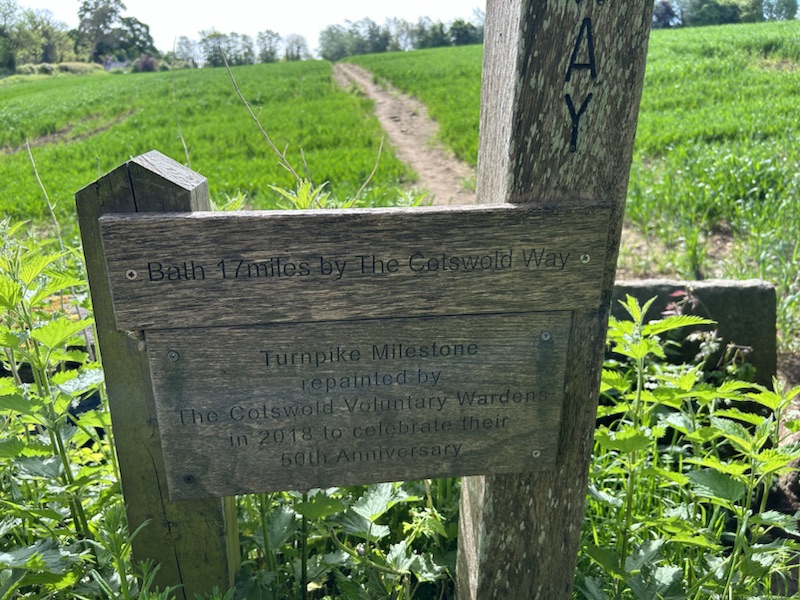 WAY
Bath 17miles by The Cotswold Way
Turnpike Milestone
repainted by
The Cotswold Voluntary Wardens
in 2018 to celebrate their
50th Anniversary